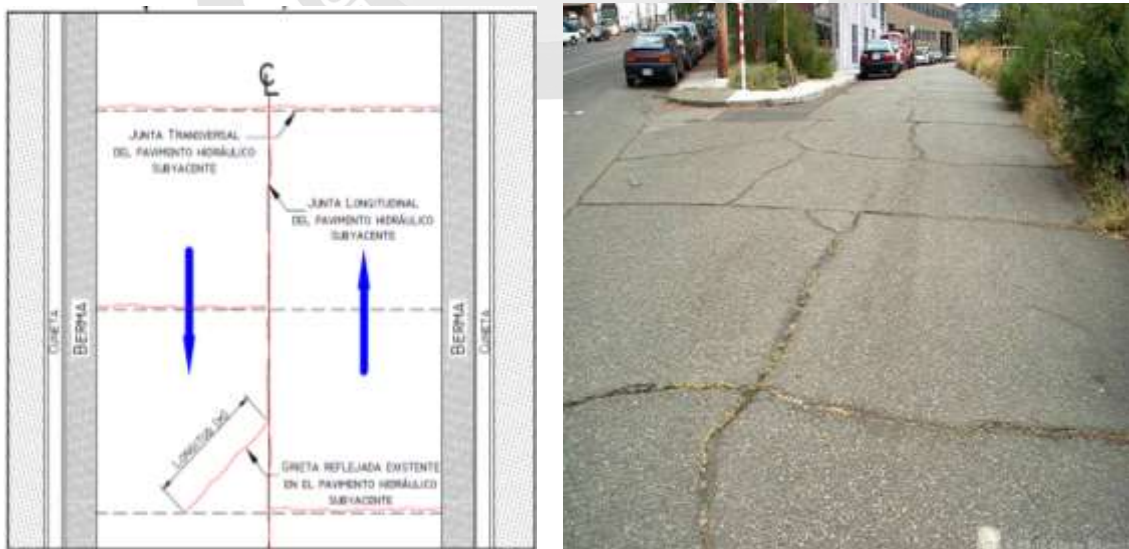 ℄
JUNTA TRANSVERSAL
DEL PAVIMENTO HIDRÁULICO
SUBYACENTE
JUNTA LONGITUDINAL
DEL PAVIMENTO HIDRÁULICO
SUBYACENTE
CUNETA
BERMA
BERMA
CUNETA
LONGITUD (m)
GRIETA REFLEJADA EXISTENTE
EN EL PAVIMENTO HIDRÁULICO
SUBYACENTE